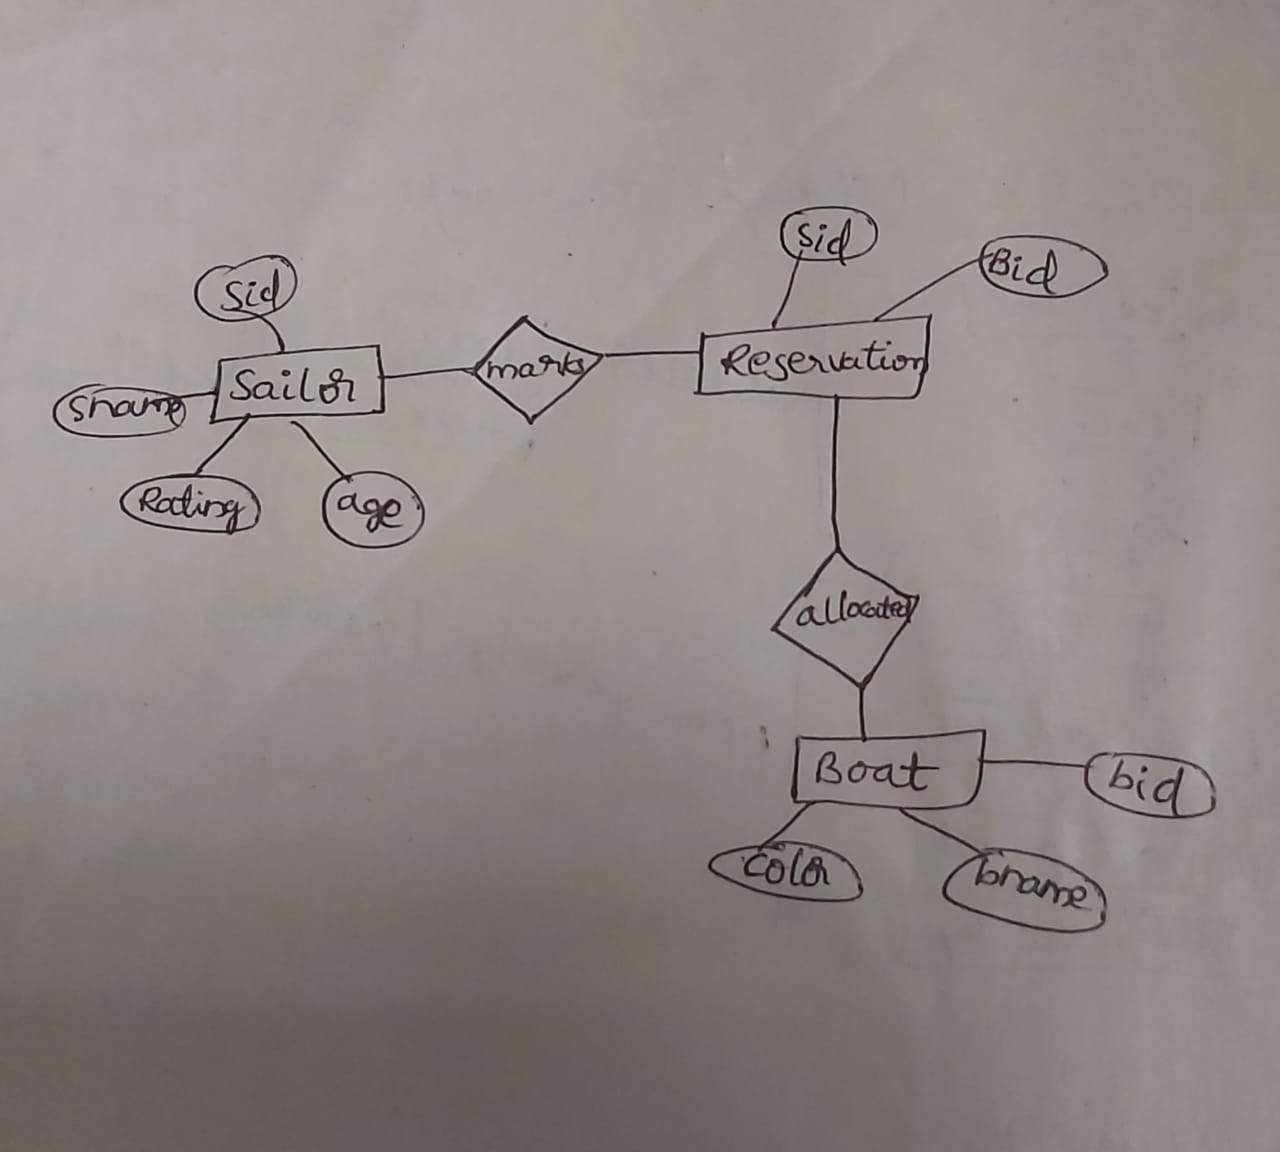 Sid
Bid
Sid
Sailor
marks
Reservation
Sname
Rating
age
allocated
Boat
bid
Color
bname